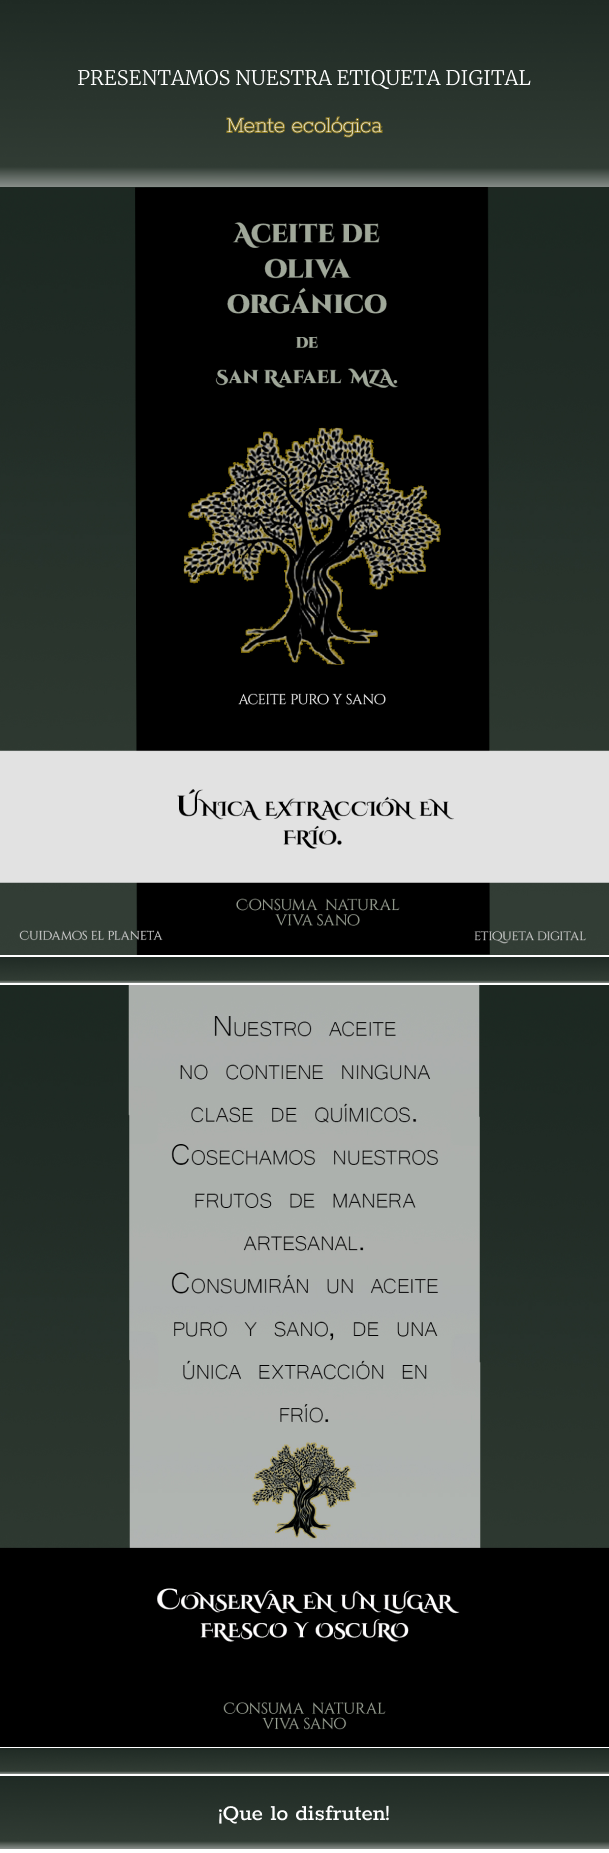 PRESENTAMOS NUESTRA ETIQUETA DIGITAL
Mente ecológica
ACEITE DE
OLIVA
ORGÁNICO
DE
SAN RAFAEL MZA.
ACEITE PURO Y SANO
ÚNICA EXTRACCIÓN EN
FRÍO.
CONSUMA NATURAL
VIVA SANO
CUIDAMOS EL PLANETA
ETIQUETA DIGITAL
NUESTRO ACEITE
NO CONTIENE NINGUNA
CLASE DE QUÍMICOS.
COSECHAMOS NUESTROS
FRUTOS DE MANERA
ARTESANAL.
CONSUMIRÁN UN ACEITE
PURO Y SANO, DE UNA
ÚNICA EXTRACCIÓN EN
FRÍO.
CONSERVAR EN UN LUGAR
FRESCO Y OSCURO
CONSUMA NATURAL
VIVA SANO
¡Que lo disfruten!